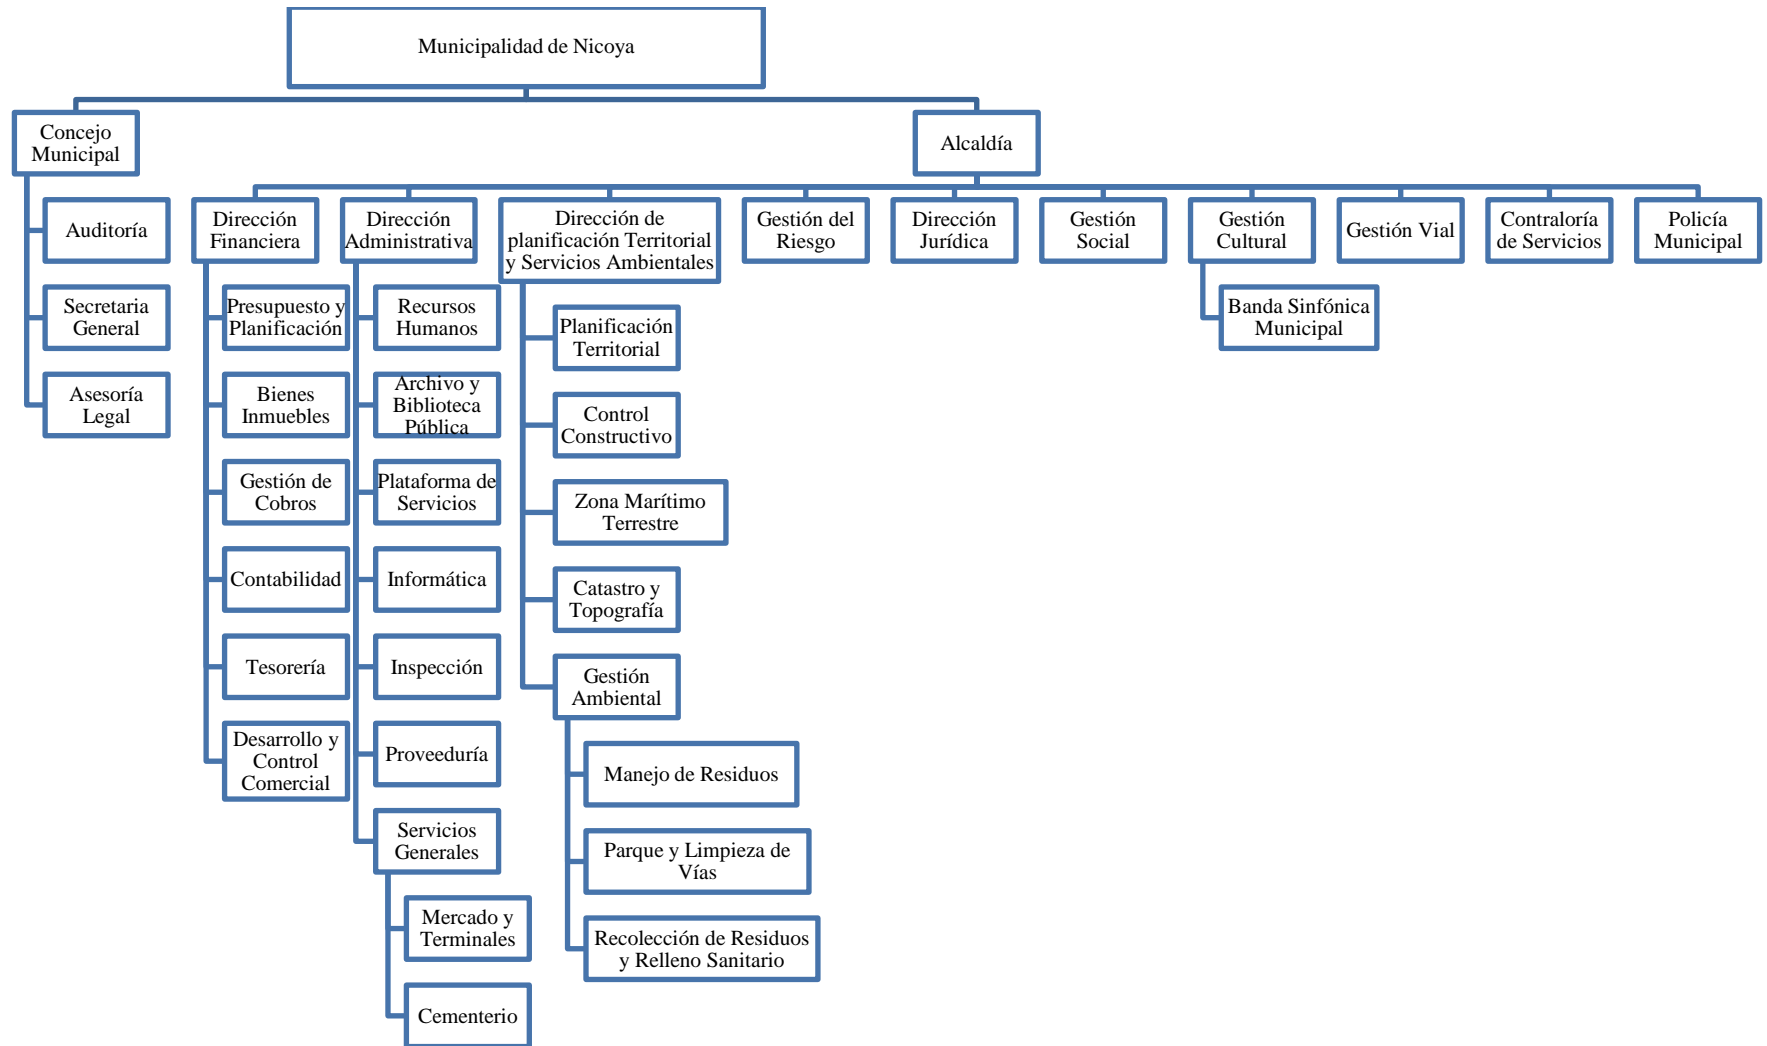 Municipalidad de Nicoya
Concejo
Municipal
Alcaldía
Auditoría
Secretaria
General
Asesoría
Legal
Dirección
Financiera
Presupuesto y
Planificación
Bienes
Inmuebles
Gestión de
Cobros
Contabilidad
Tesorería
Desarrollo y
Control
Comercial
Dirección
Administrativa
Recursos
Humanos
Archivo y
Biblioteca
Pública
Plataforma de
Servicios
Informática
Inspección
Proveeduría
Servicios
Generales
Mercado y
Terminales
Cementerio
Dirección de
planificación Territorial
y Servicios Ambientales
Planificación
Territorial
Control
Constructivo
Zona Marítimo
Terrestre
Catastro y
Topografía
Gestión
Ambiental
Manejo de Residuos
Parque y Limpieza de
Vías
Recolección de Residuos
y Relleno Sanitario
Gestión del
Riesgo
Dirección
Jurídica
Gestión
Social
Gestión
Cultural
Banda Sinfónica
Municipal
Gestión Vial
Contraloría
de Servicios
Policía
Municipal